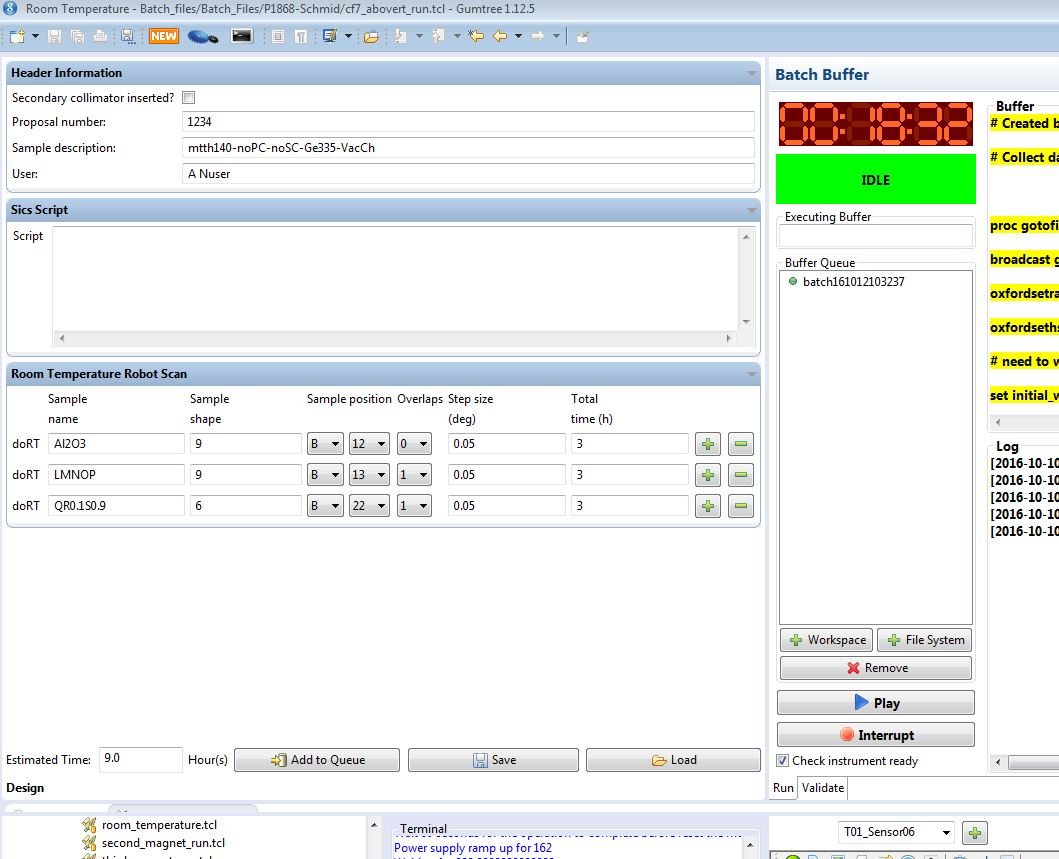 Room Temperature - Batch_files/Batch_Files/P1868-Schmid/cf7_abovert_run.tcl - Gumtree 1.12.5
NEW
Header Information
Secondary collimator inserted?
Proposal number: 1234
Sample description: mtth140-noPC-noSC-Ge335-VacCh
User: A Nuser
Sics Script
Script
Room Temperature Robot Scan
Sample name Sample shape Sample position Overlaps Step size (deg) Total time (h)
doRT Al2O3 9 B 12 0 0.05 3
doRT LMNOP 9 B 13 1 0.05 3
doRT QR0.1S0.9 6 B 22 1 0.05 3
Estimated Time: 9.0 Hour(s) Add to Queue Save Load
Design
Batch Buffer
IDLE
Executing Buffer
Buffer Queue
batch161012103237
Workspace File System
Remove
Play
Interrupt
Check instrument ready
Run Validate
Buffer
# Created b
# Collect da
proc gotofi
broadcast g
oxfordsetra
oxfordseths
# need to w
set initial_w
Log
[2016-10-10
[2016-10-10
[2016-10-10
[2016-10-10
[2016-10-10
room_temperature.tcl
second_magnet_run.tcl
Terminal
Power supply ramp up for 162
T01_Sensor06